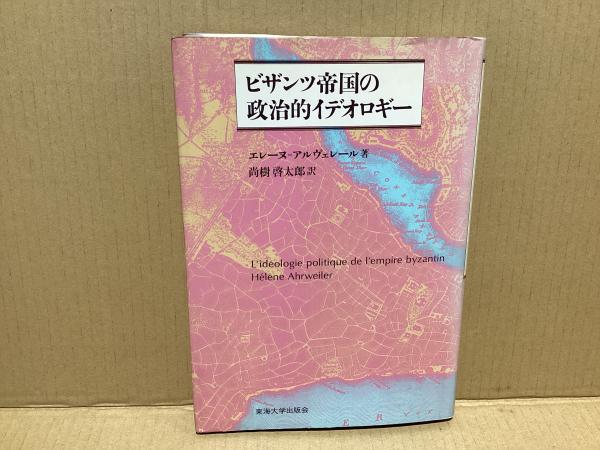 ビザンツ帝国の
政治的イデオロギー
エレーヌ=アルヴェレール 著
尚樹 啓太郎 訳
L'idéologie politique de l'empire byzantin
Hélène Ahrweiler
東海大学出版会